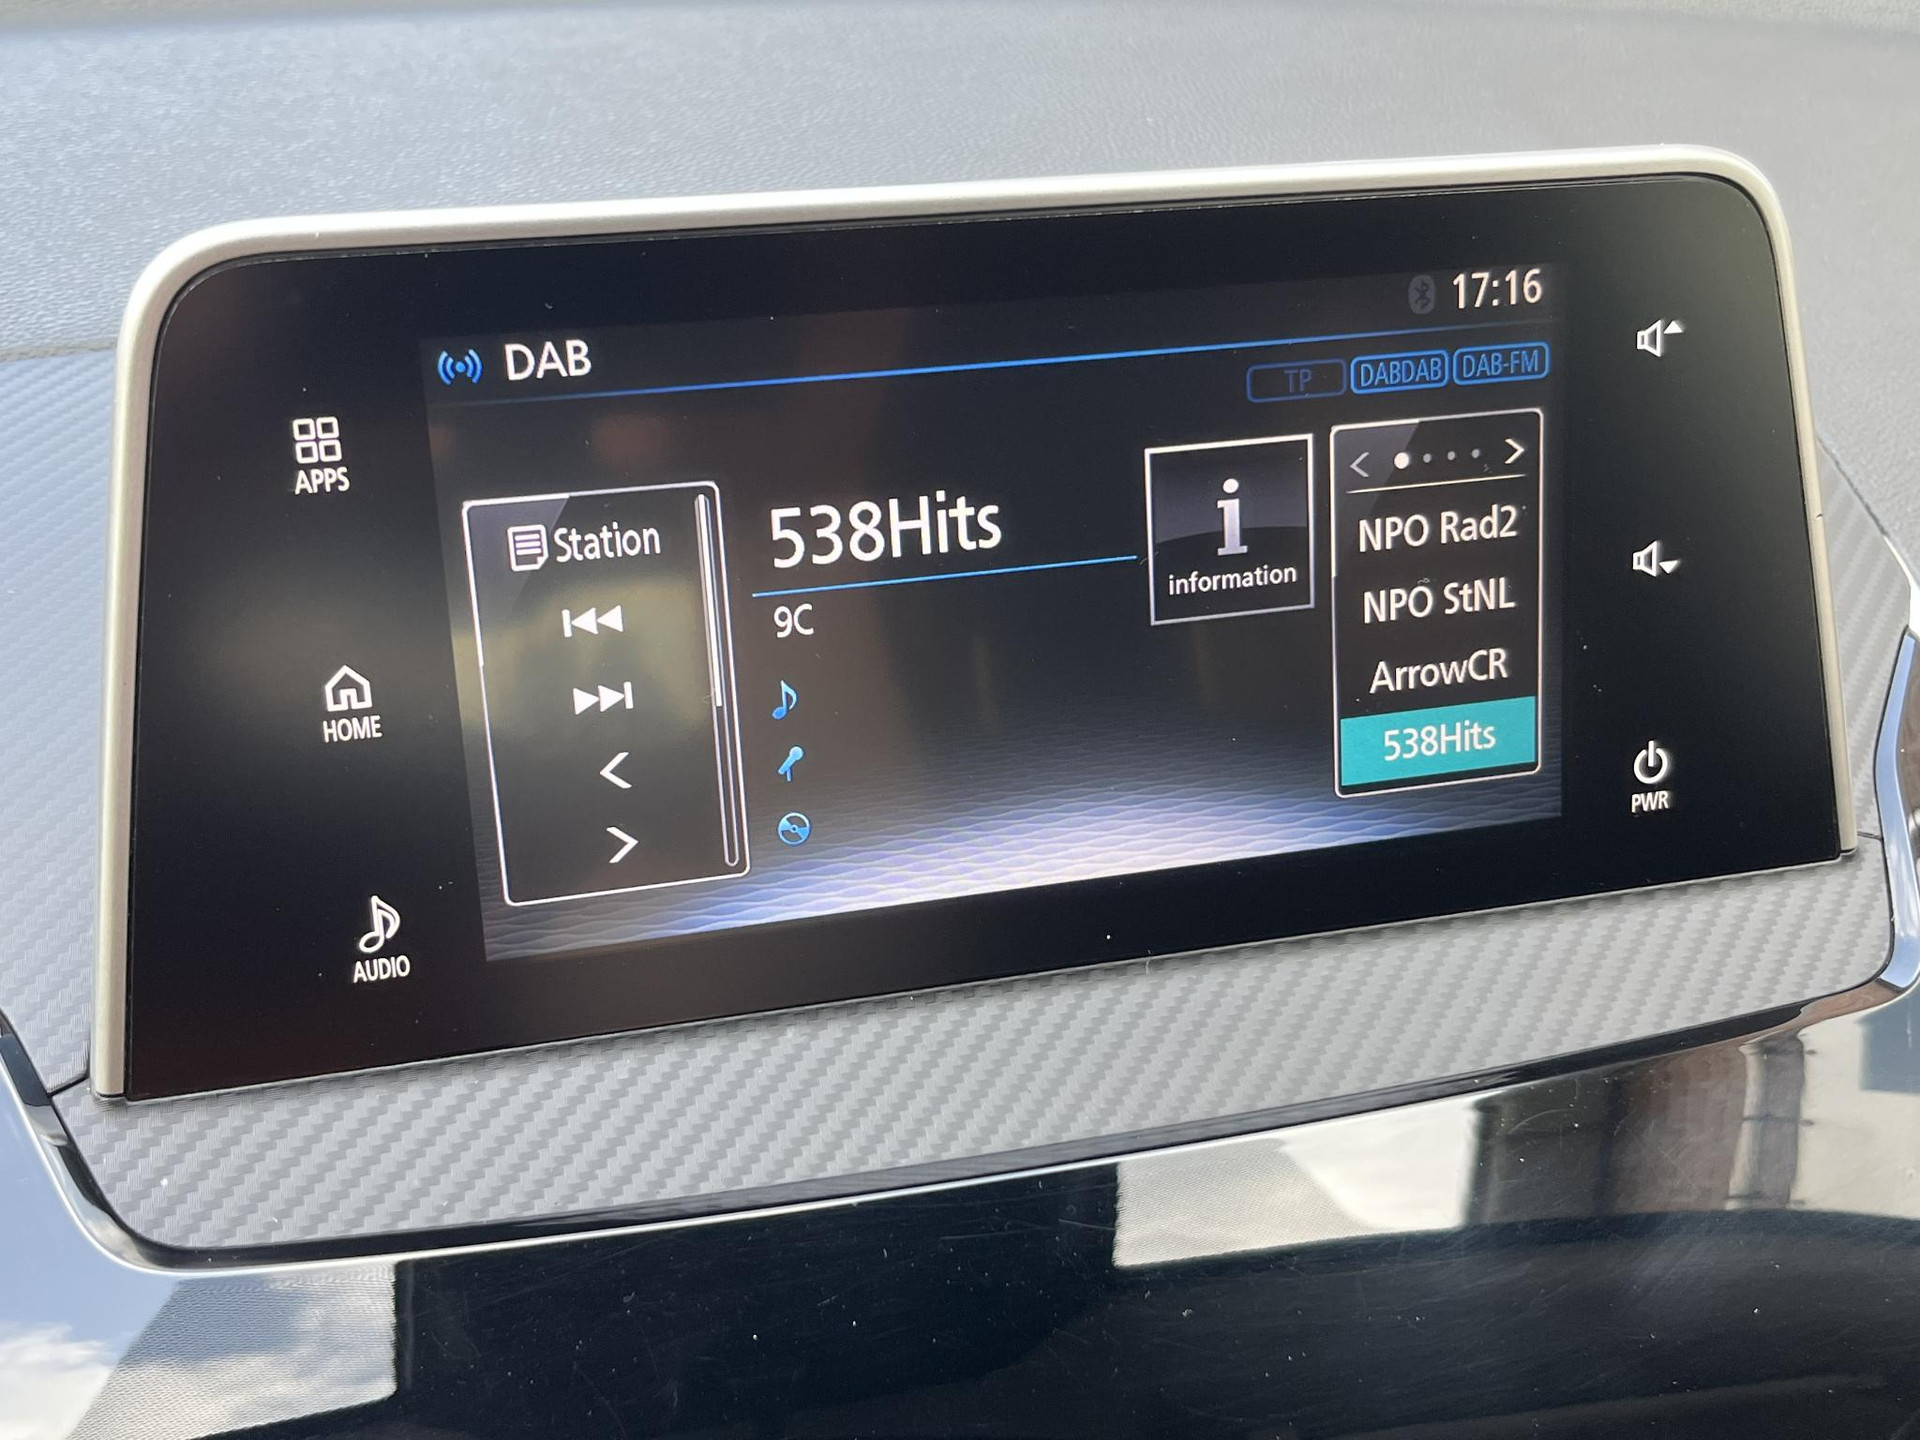 17:16
DAB
TP
DABDAB
DAB-FM
APPS
HOME
AUDIO
Station
538Hits
9C
i
information
NPO Rad2
NPO StNL
ArrowCR
538Hits
PWR